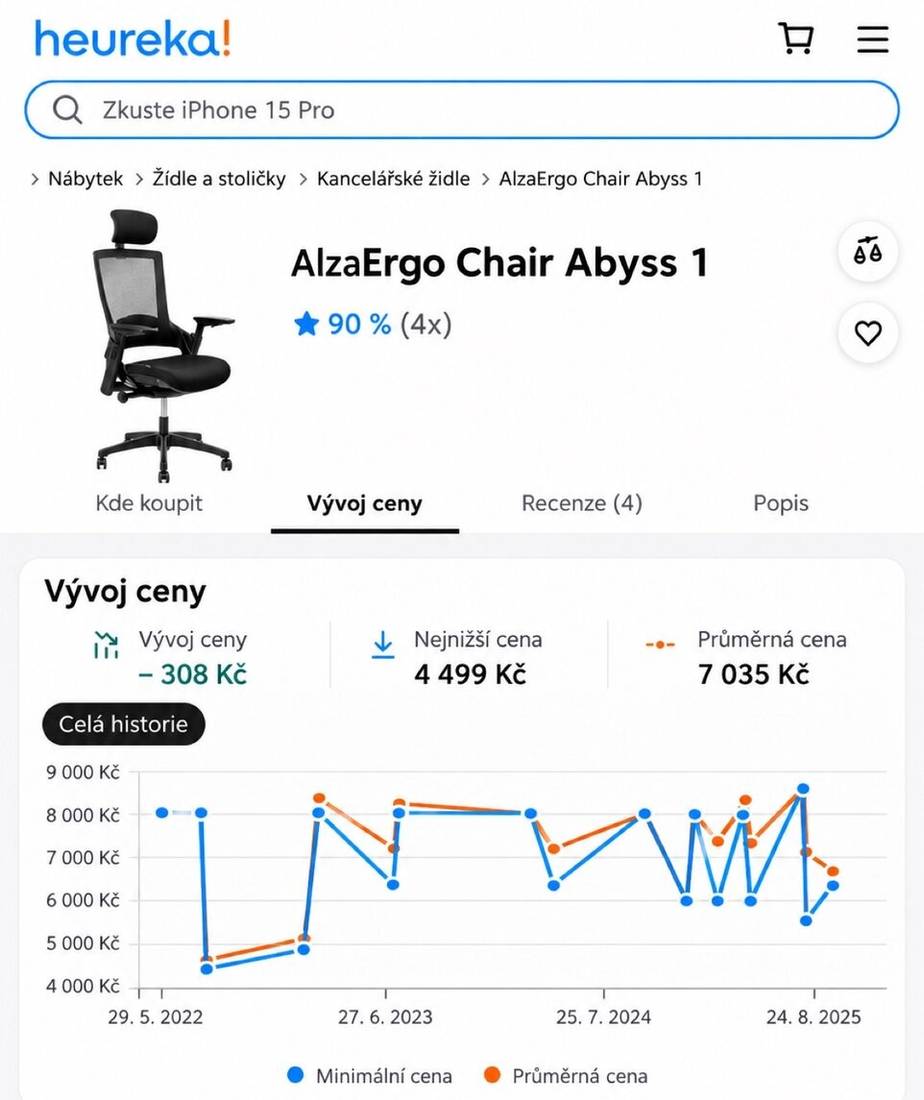 heureka!
Zkuste iPhone 15 Pro
> Nábytek > Źídle a stoličky > Kancelářské židle > AlzaErgo Chair Abyss 1
AlzaErgo Chair Abyss 1
90 % (4x)
Kde koupit Vývoj ceny Recenze (4) Popis
Vývoj ceny
Vývoj ceny Nejnižší cena Průměrná cena
– 308 Kč 4 499 Kč 7 035 Kč
Celá historie
9 000 Kč
8 000 Kč
7 000 Kč
6 000 Kč
5 000 Kč
4 000 Kč
29. 5. 2022 27. 6. 2023 25. 7. 2024 24. 8. 2025
Minimální cena Průměrná cena